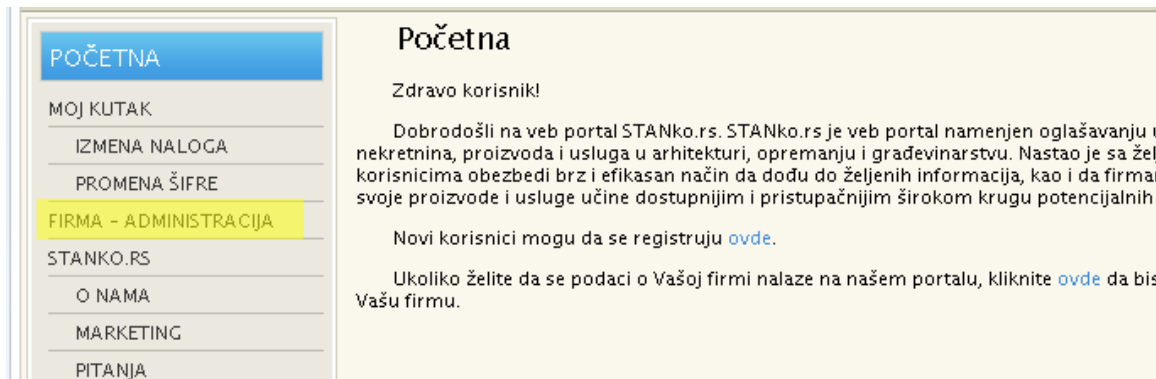 POČETNA
MOJ KUTAK
IZMENA NALOGA
PROMENA ŠIFRE
FIRMA – ADMINISTRACIJA
STANKO.RS
O NAMA
MARKETING
PITANJA
Početna
Zdravo korisnik!
Dobrodošli na veb portal STANko.rs. STANko.rs je veb portal namenjen oglašavanju
nekretnina, proizvoda i usluga u arhitekturi, opremanju i građevinarstvu. Nastao je sa
korisnicima obezbedi brz i efikasan način da dođu do željenih informacija, kao i da
svoje proizvode i usluge učine dostupnijim i pristupačnijim širokom krugu potencijalnih
Novi korisnici mogu da se registruju ovde.
Ukoliko želite da se podaci o Vašoj firmi nalaze na našem portalu, kliknite ovde da
Vašu firmu.